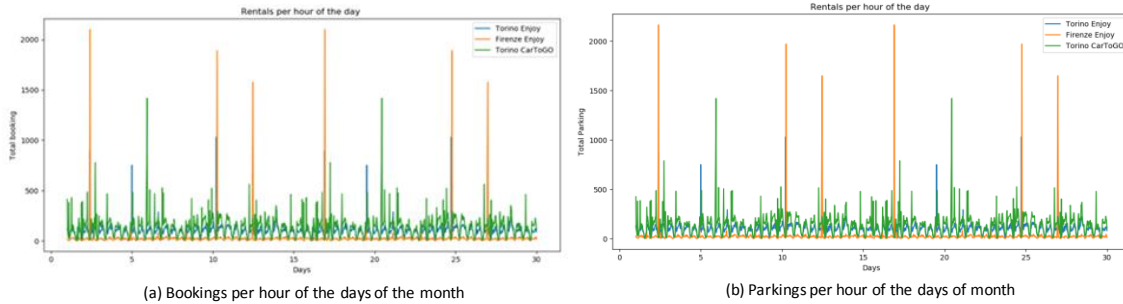 Rentals per hour of the day
Torino Enjoy
Firenze Enjoy
Torino CarToGO
Total booking
2000
1500
1000
500
0
5
10
15
20
25
30
Days
(a) Bookings per hour of the days of the month
Rentals per hour of the day
Torino Enjoy
Firenze Enjoy
Torino CarToGO
Total Parking
2000
1500
1000
500
0
0
5
10
15
20
25
30
Days
(b) Parkings per hour of the days of month